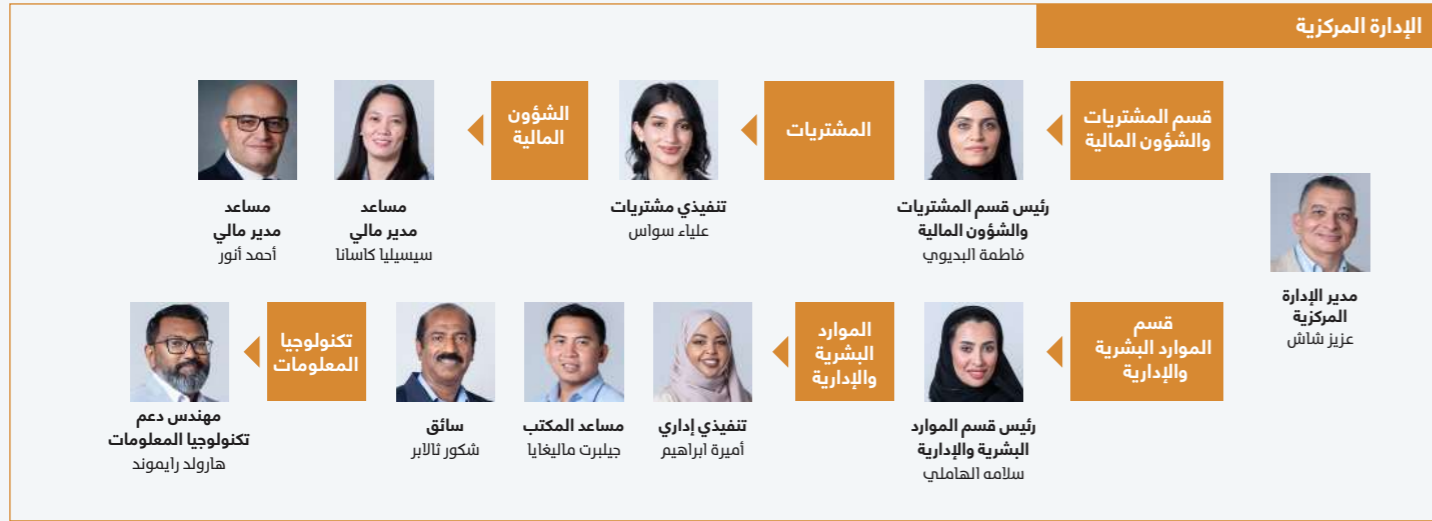 الإدارة المركزية
مدير الإدارة
المركزية
عزيز شاش
قسم المشتريات
والشؤون المالية
رئيس قسم المشتريات
والشؤون المالية
فاطمة البديوي
المشتريات
تنفيذي مشتريات
علياء سواس
الشؤون
المالية
مساعد
مدير مالي
سيسيليا كاسانا
مساعد
مدير مالي
أحمد أنور
قسم
الموارد البشرية
والإدارية
رئيس قسم الموارد
البشرية والإدارية
سلامه الهاملي
الموارد
البشرية
والإدارية
تنفيذي إداري
أميرة ابراهيم
مساعد المكتب
جيلبرت ماليغايا
سائق
شكور ثالابر
تكنولوجيا
المعلومات
مهندس دعم
تكنولوجيا المعلومات
هارولد رايموند